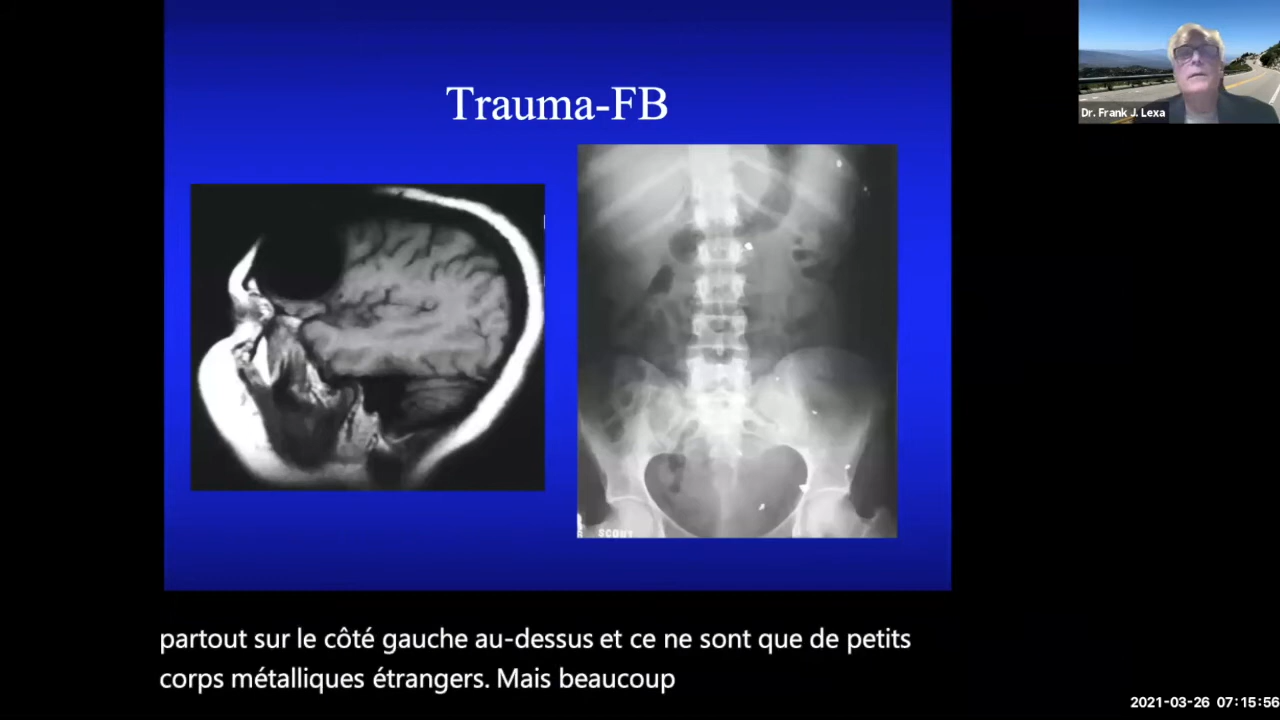 Trauma-FB
Dr. Frank J. Lexa
SCOUT
partout sur le côté gauche au-dessus et ce ne sont que de petits
corps métalliques étrangers. Mais beaucoup
2021-03-26 07:15:56